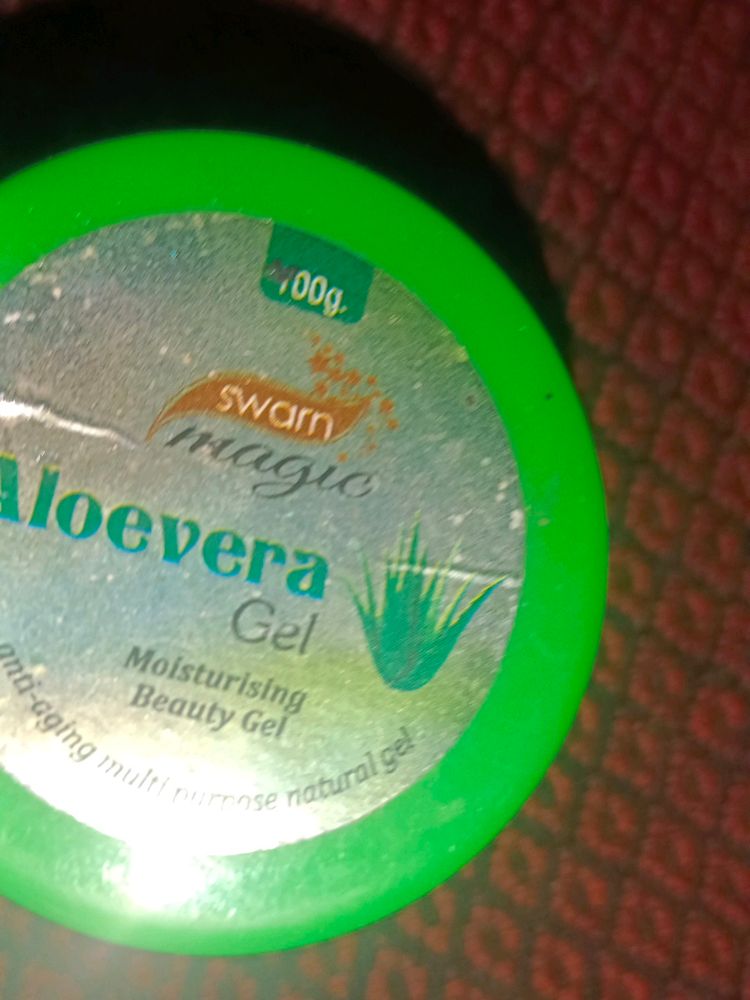 100g.
swarn
magic
Aloevera
Gel
Moisturising
Beauty Gel
anti-aging multi purpose natural gel